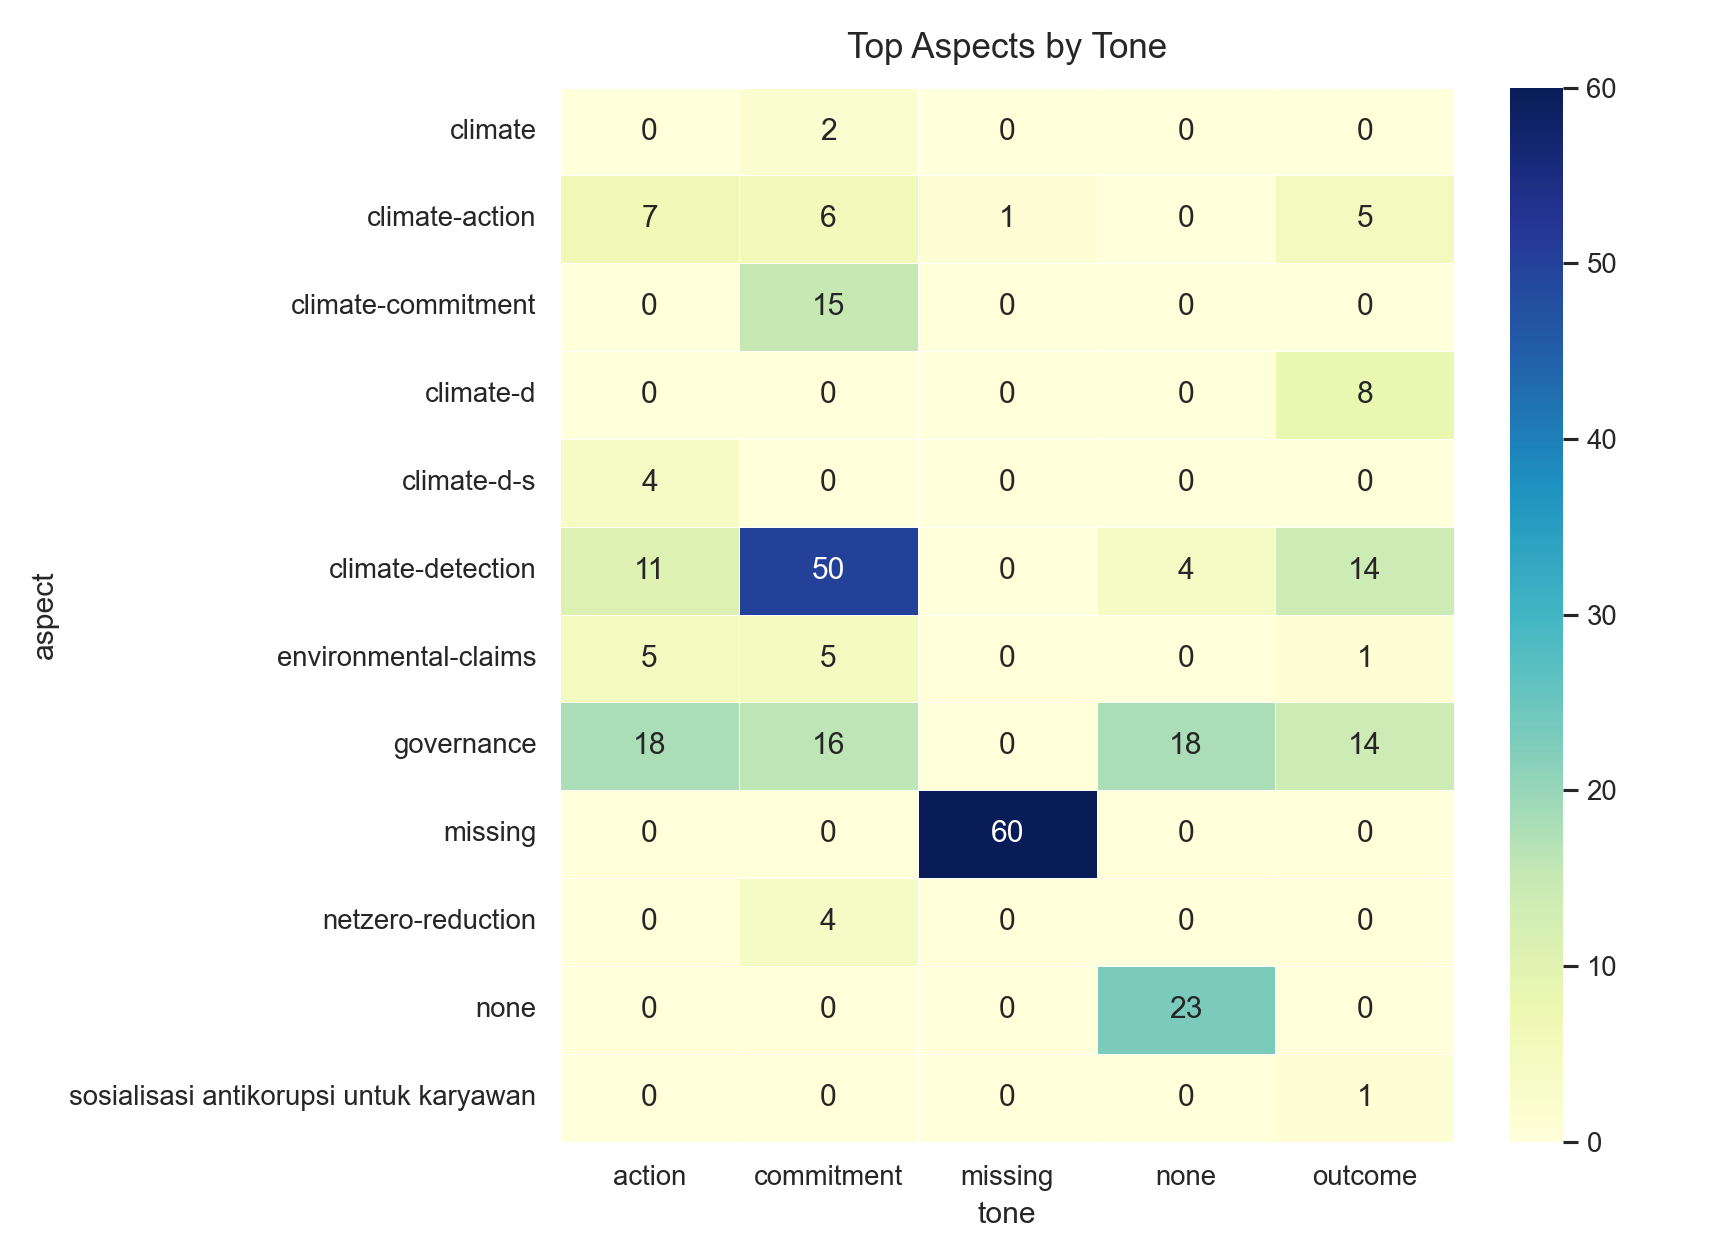 Top Aspects by Tone
climate 0 2 0 0 0
climate-action 7 6 1 0 5
climate-commitment 0 15 0 0 0
climate-d 0 0 0 0 8
climate-d-s 4 0 0 0 0
climate-detection 11 50 0 4 14
environmental-claims 5 5 0 0 1
governance 18 16 0 18 14
missing 0 0 60 0 0
netzero-reduction 0 4 0 0 0
none 0 0 0 23 0
sosialisasi antikorupsi untuk karyawan 0 0 0 0 1
action commitment missing none outcome
tone
aspect
60
50
40
30
20
10
0